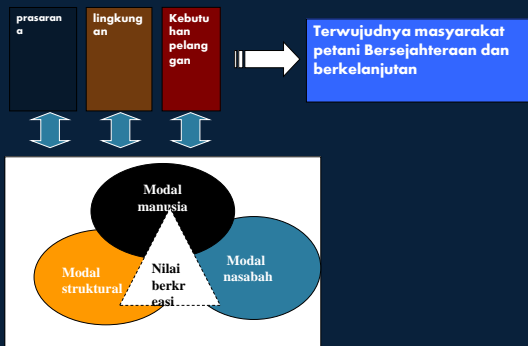 prasaran
a
lingkung
an
Kebutu
han
pelang
gan
Terwujudnya masyarakat
petani Bersejahteraan dan
berkelanjutan
Modal
manusia
Modal
struktural
Nilai
berkr
easi
Modal
nasabah